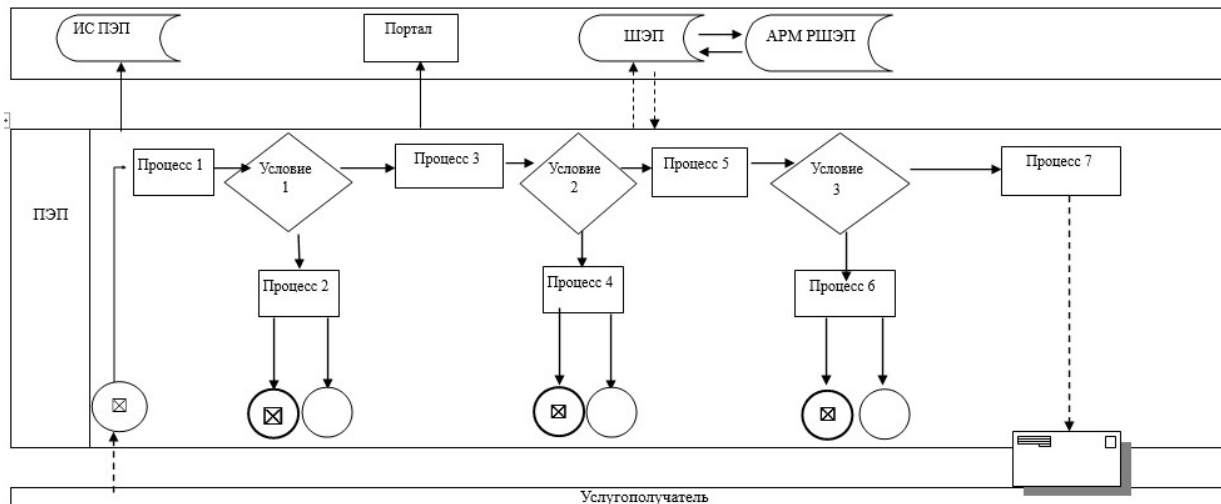 ИС ПЭП
Портал
ШЭП
АРМ РШЭП
ПЭП
Процесс 1
Условие
1
Процесс 3
Условие
2
Процесс 5
Условие
3
Процесс 7
Процесс 2
Процесс 4
Процесс 6
Услугополучатель